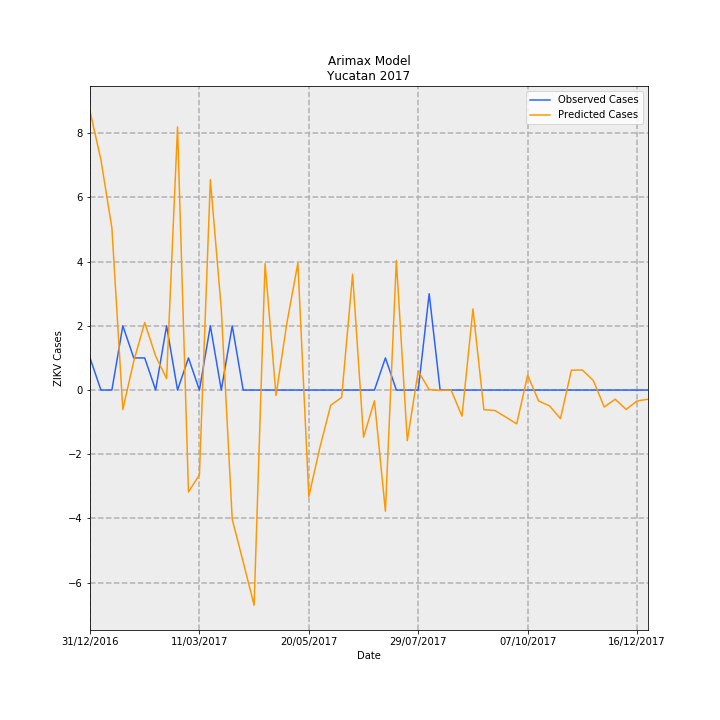 Arimax Model
Yucatan 2017
Observed Cases
Predicted Cases
ZIKV Cases
8
6
4
2
0
−2
−4
−6
31/12/2016
11/03/2017
20/05/2017
29/07/2017
07/10/2017
16/12/2017
Date